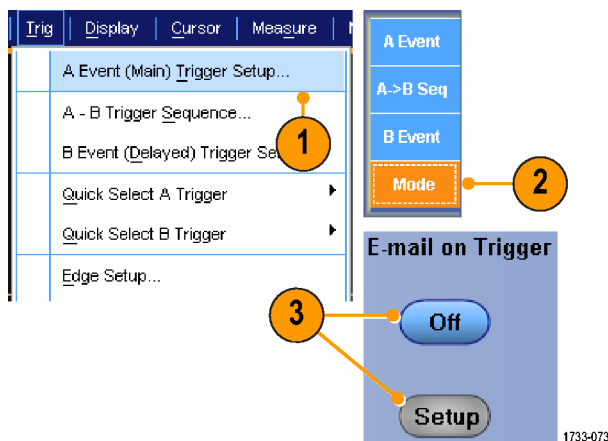 Trig Display Cursor Measure
A Event (Main) Trigger Setup...
A - B Trigger Sequence...
B Event (Delayed) Trigger
Quick Select A Trigger
Quick Select B Trigger
Edge Setup...
1
A Event
A->B Seq
B Event
Mode
2
E-mail on Trigger
Off
3
Setup
1733-073